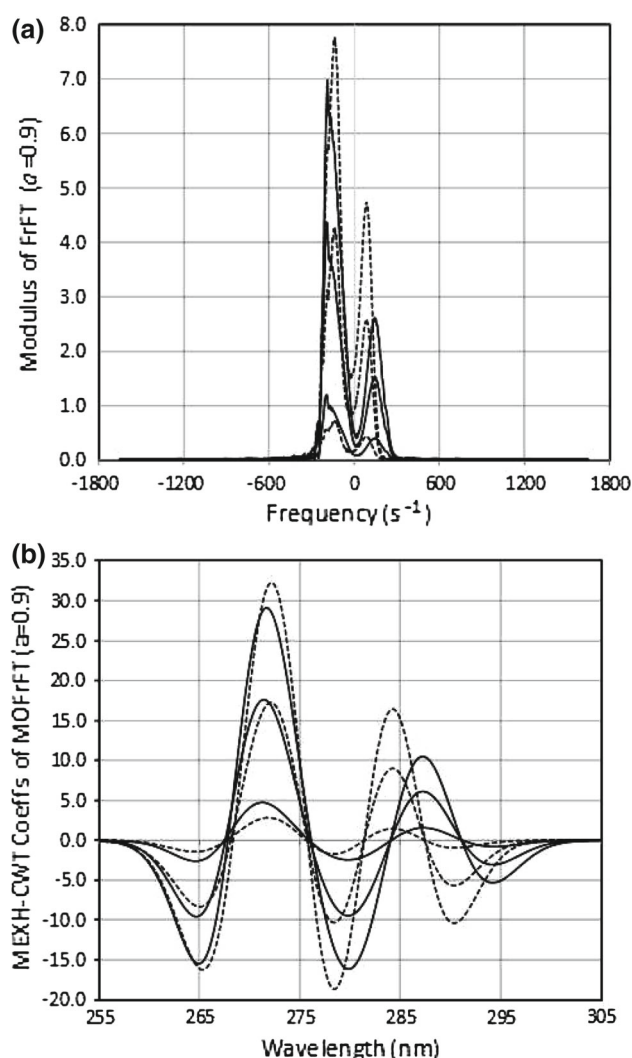 (a)
8.0
7.0
6.0
5.0
4.0
3.0
2.0
1.0
0.0
Modulus of FrFT (a=0.9)
-1800 -1200 -600 0 600 1200 1800
Frequency (s⁻¹)
(b)
35.0
30.0
25.0
20.0
15.0
10.0
5.0
0.0
-5.0
-10.0
-15.0
-20.0
MEXH-CWT Coeffs of MOFrFT (a=0.9)
255 265 275 285 295 305
Wavelength (nm)